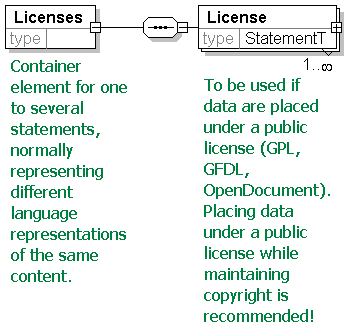 Licenses
type
License
type StatementT
1..∞
Container
element for one
to several
statements,
normally
representing
different
language
representations
of the same
content.
To be used if
data are placed
under a public
license (GPL,
GFDL,
OpenDocument).
Placing data
under a public
license while
maintaining
copyright is
recommended!